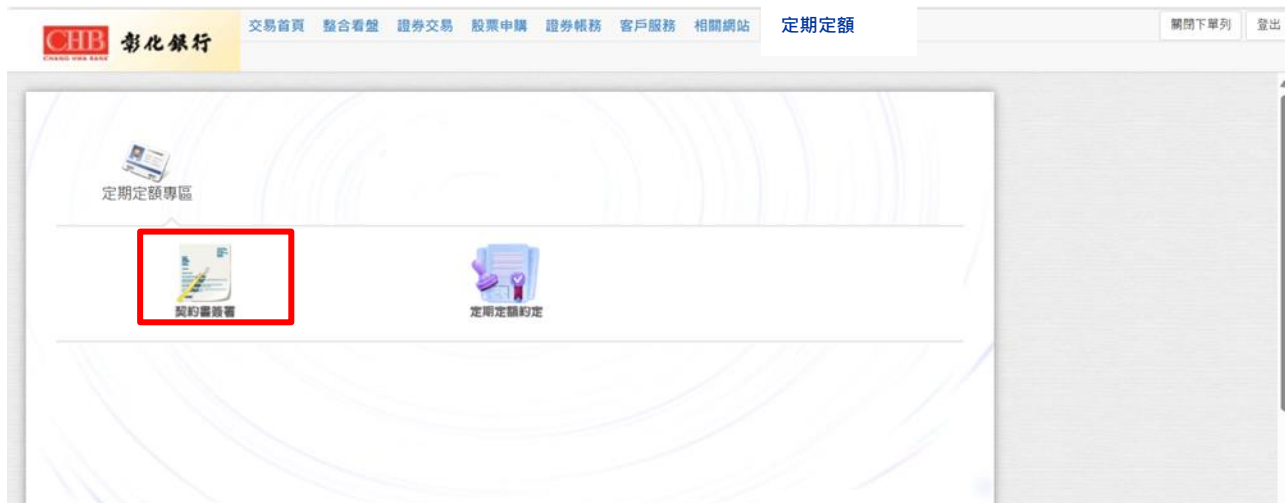 CHB 彰化銀行
CHANG HWA BANK
交易首頁 整合看盤 證券交易 股票申購 證券帳務 客戶服務 相關網站 定期定額
關閉下單列 登出
定期定額專區
契約書簽署 定期定額約定